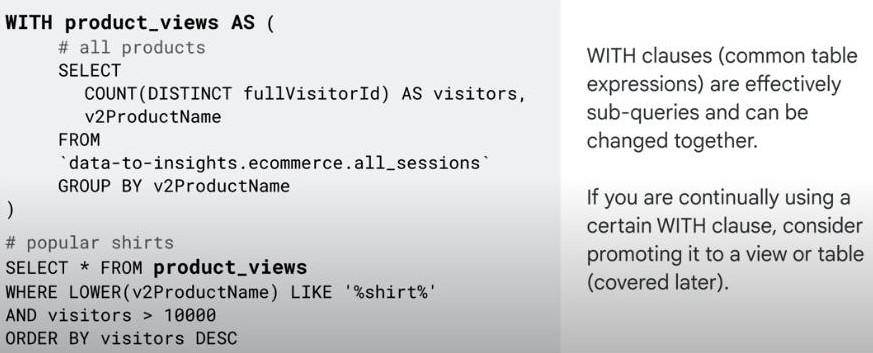 WITH product_views AS (
# all products
SELECT
COUNT(DISTINCT fullVisitorId) AS visitors,
v2ProductName
FROM
`data-to-insights.ecommerce.all_sessions`
GROUP BY v2ProductName
)
# popular shirts
SELECT * FROM product_views
WHERE LOWER(v2ProductName) LIKE '%shirt%'
AND visitors > 10000
ORDER BY visitors DESC
WITH clauses (common table
expressions) are effectively
sub-queries and can be
changed together.
If you are continually using a
certain WITH clause, consider
promoting it to a view or table
(covered later).